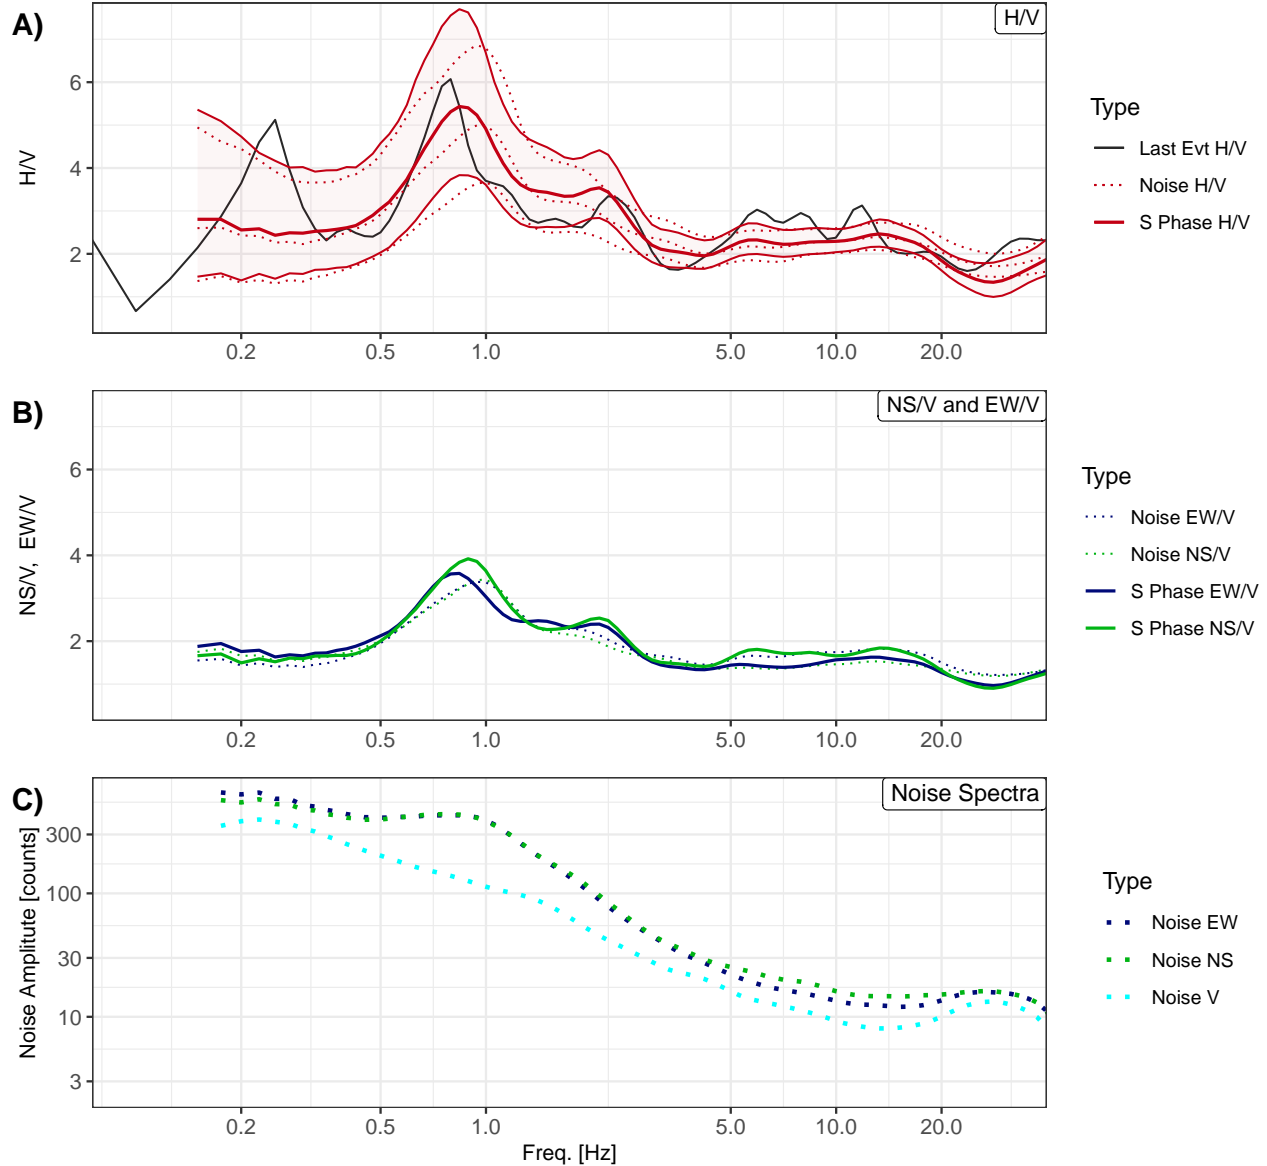 A)
H/V
H/V
6
4
2
0.2 0.5 1.0 5.0 10.0 20.0
Type
Last Evt H/V
Noise H/V
S Phase H/V
B)
NS/V and EW/V
NS/V, EW/V
6
4
2
0.2 0.5 1.0 5.0 10.0 20.0
Type
Noise EW/V
Noise NS/V
S Phase EW/V
S Phase NS/V
C)
Noise Spectra
Noise Amplitute [counts]
300
100
30
10
3
0.2 0.5 1.0 5.0 10.0 20.0
Freq. [Hz]
Type
Noise EW
Noise NS
Noise V